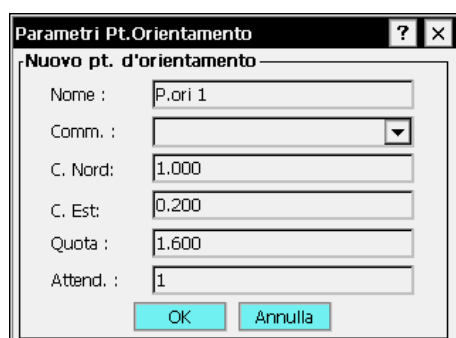 Parametri Pt.Orientamento ? ×
Nuovo pt. d'orientamento
Nome : P.ori 1
Comm. :
C. Nord: 1.000
C. Est: 0.200
Quota : 1.600
Attend. : 1
OK Annulla